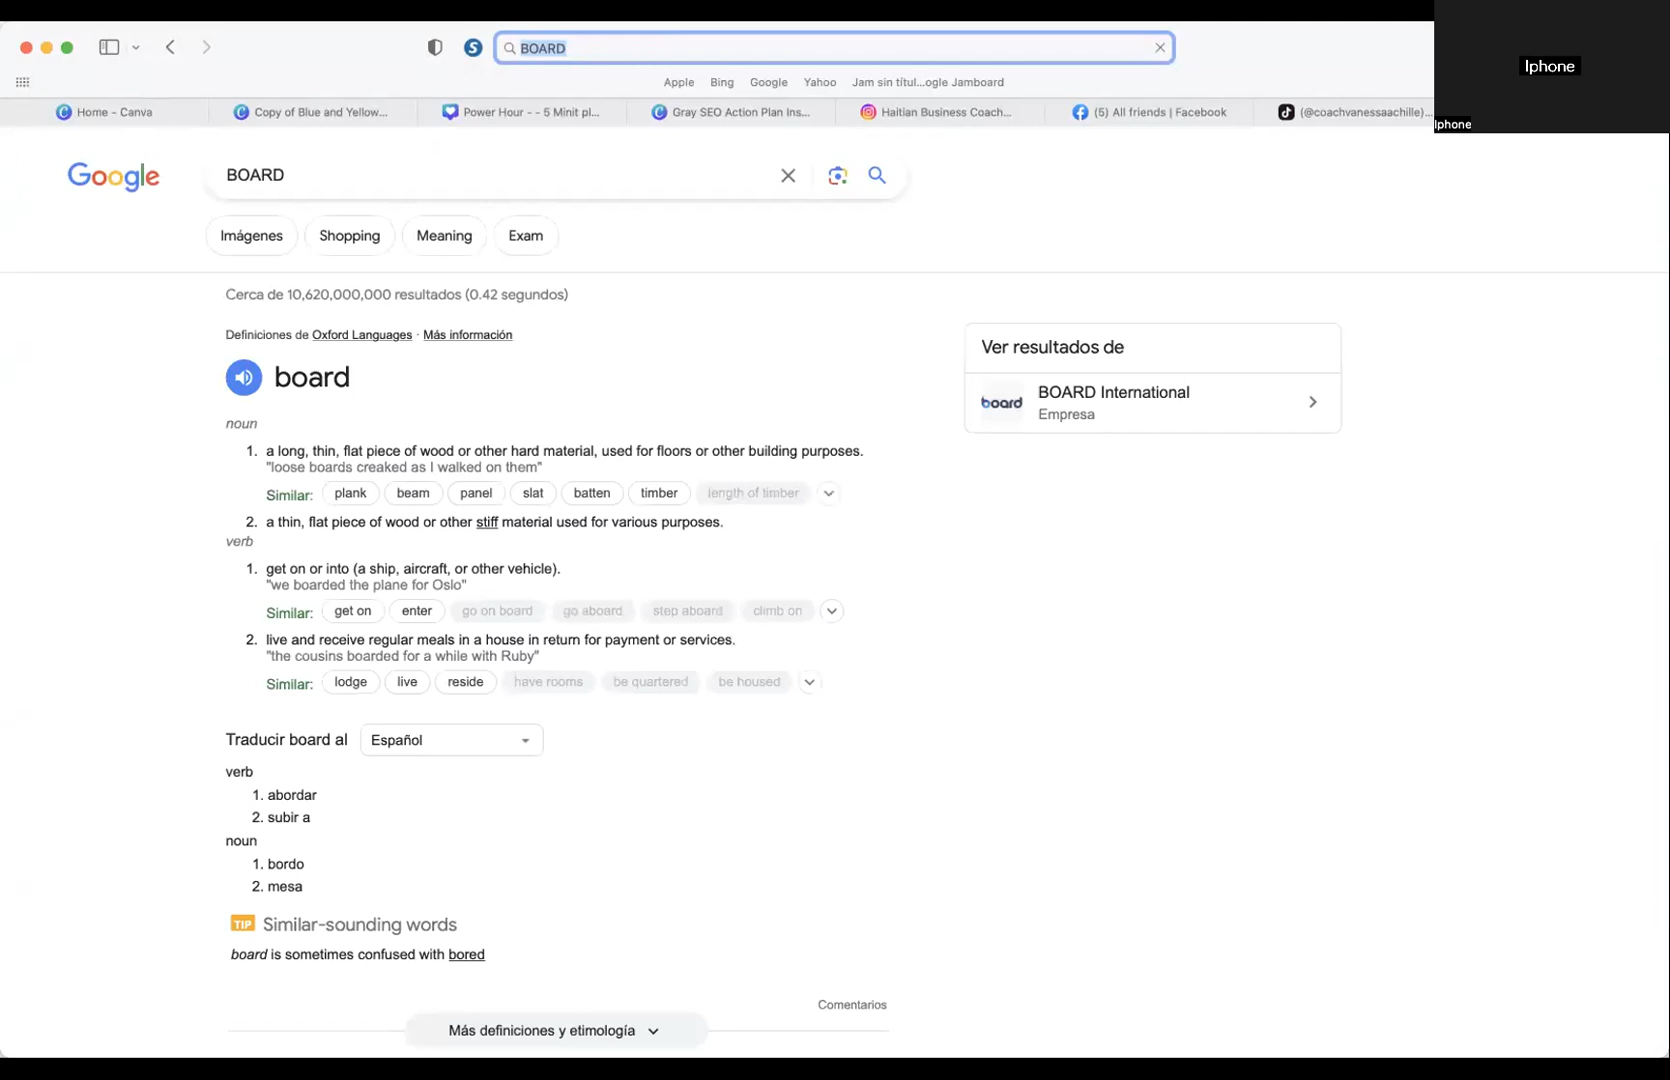 BOARD
Iphone
Iphone
Apple Bing Google Yahoo Jam sin títul...ogle Jamboard
Home - Canva Copy of Blue and Yellow... Power Hour - - 5 Minit pl... Gray SEO Action Plan Ins... Haitian Business Coach... (5) All friends | Facebook (@coachvanessaachille)...
Google BOARD
Imágenes Shopping Meaning Exam
Cerca de 10,620,000,000 resultados (0.42 segundos)
Definiciones de Oxford Languages · Más información
board
noun
1. a long, thin, flat piece of wood or other hard material, used for floors or other building purposes.
"loose boards creaked as I walked on them"
Similar: plank beam panel slat batten timber length of timber
2. a thin, flat piece of wood or other stiff material used for various purposes.
verb
1. get on or into (a ship, aircraft, or other vehicle).
"we boarded the plane for Oslo"
Similar: get on enter go on board go aboard step aboard climb on
2. live and receive regular meals in a house in return for payment or services.
"the cousins boarded for a while with Ruby"
Similar: lodge live reside have rooms be quartered be housed
Traducir board al Español
verb
1. abordar
2. subir a
noun
1. bordo
2. mesa
TIP Similar-sounding words
board is sometimes confused with bored
Comentarios
Más definiciones y etimología
Ver resultados de
board BOARD International
Empresa